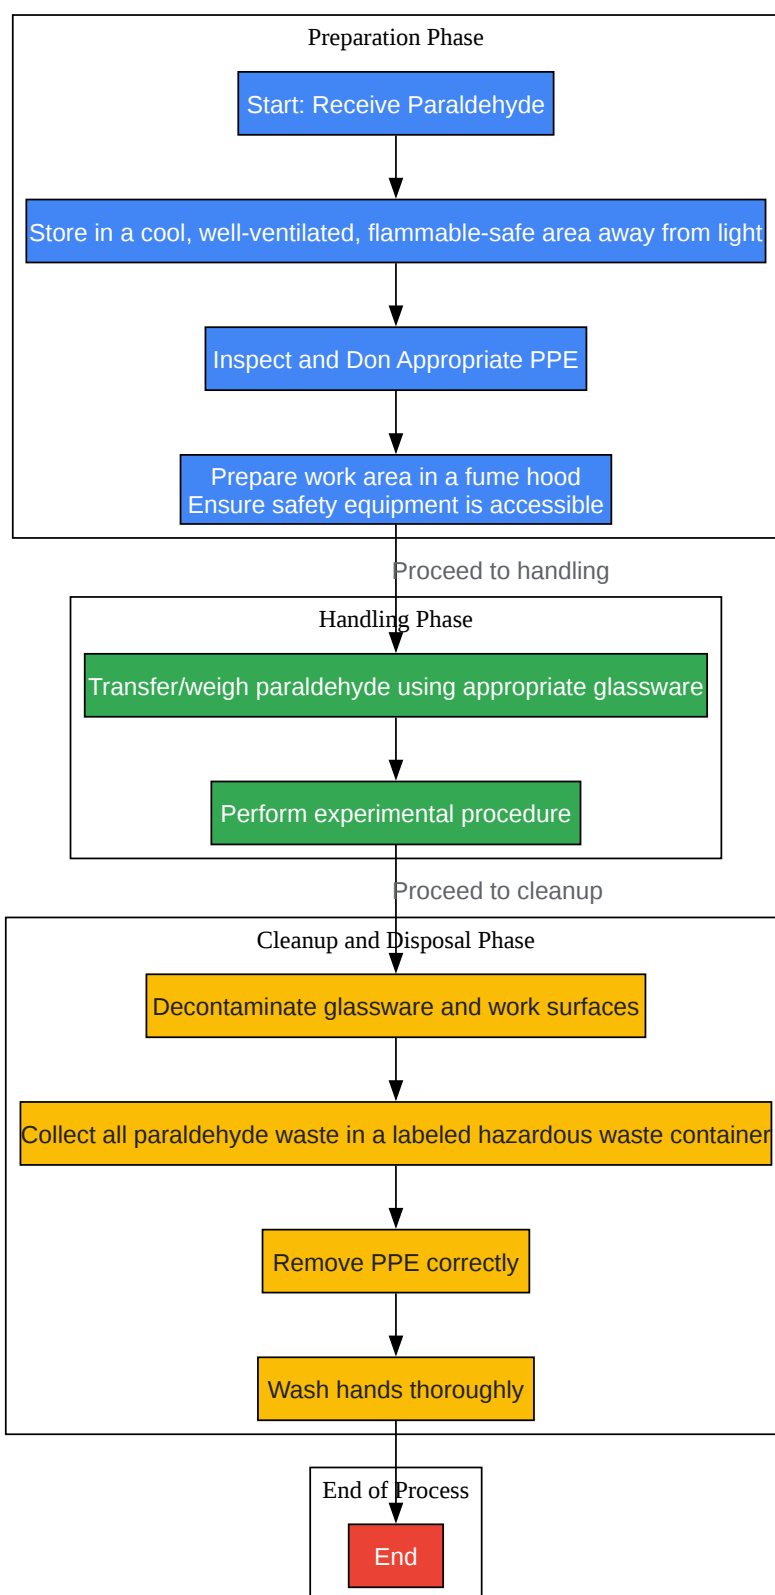 Preparation Phase
Start: Receive Paraldehyde
Store in a cool, well-ventilated, flammable-safe area away from light
Inspect and Don Appropriate PPE
Prepare work area in a fume hood
Ensure safety equipment is accessible
Proceed to handling
Handling Phase
Transfer/weigh paraldehyde using appropriate glassware
Perform experimental procedure
Proceed to cleanup
Cleanup and Disposal Phase
Decontaminate glassware and work surfaces
Collect all paraldehyde waste in a labeled hazardous waste container
Remove PPE correctly
Wash hands thoroughly
End of Process
End